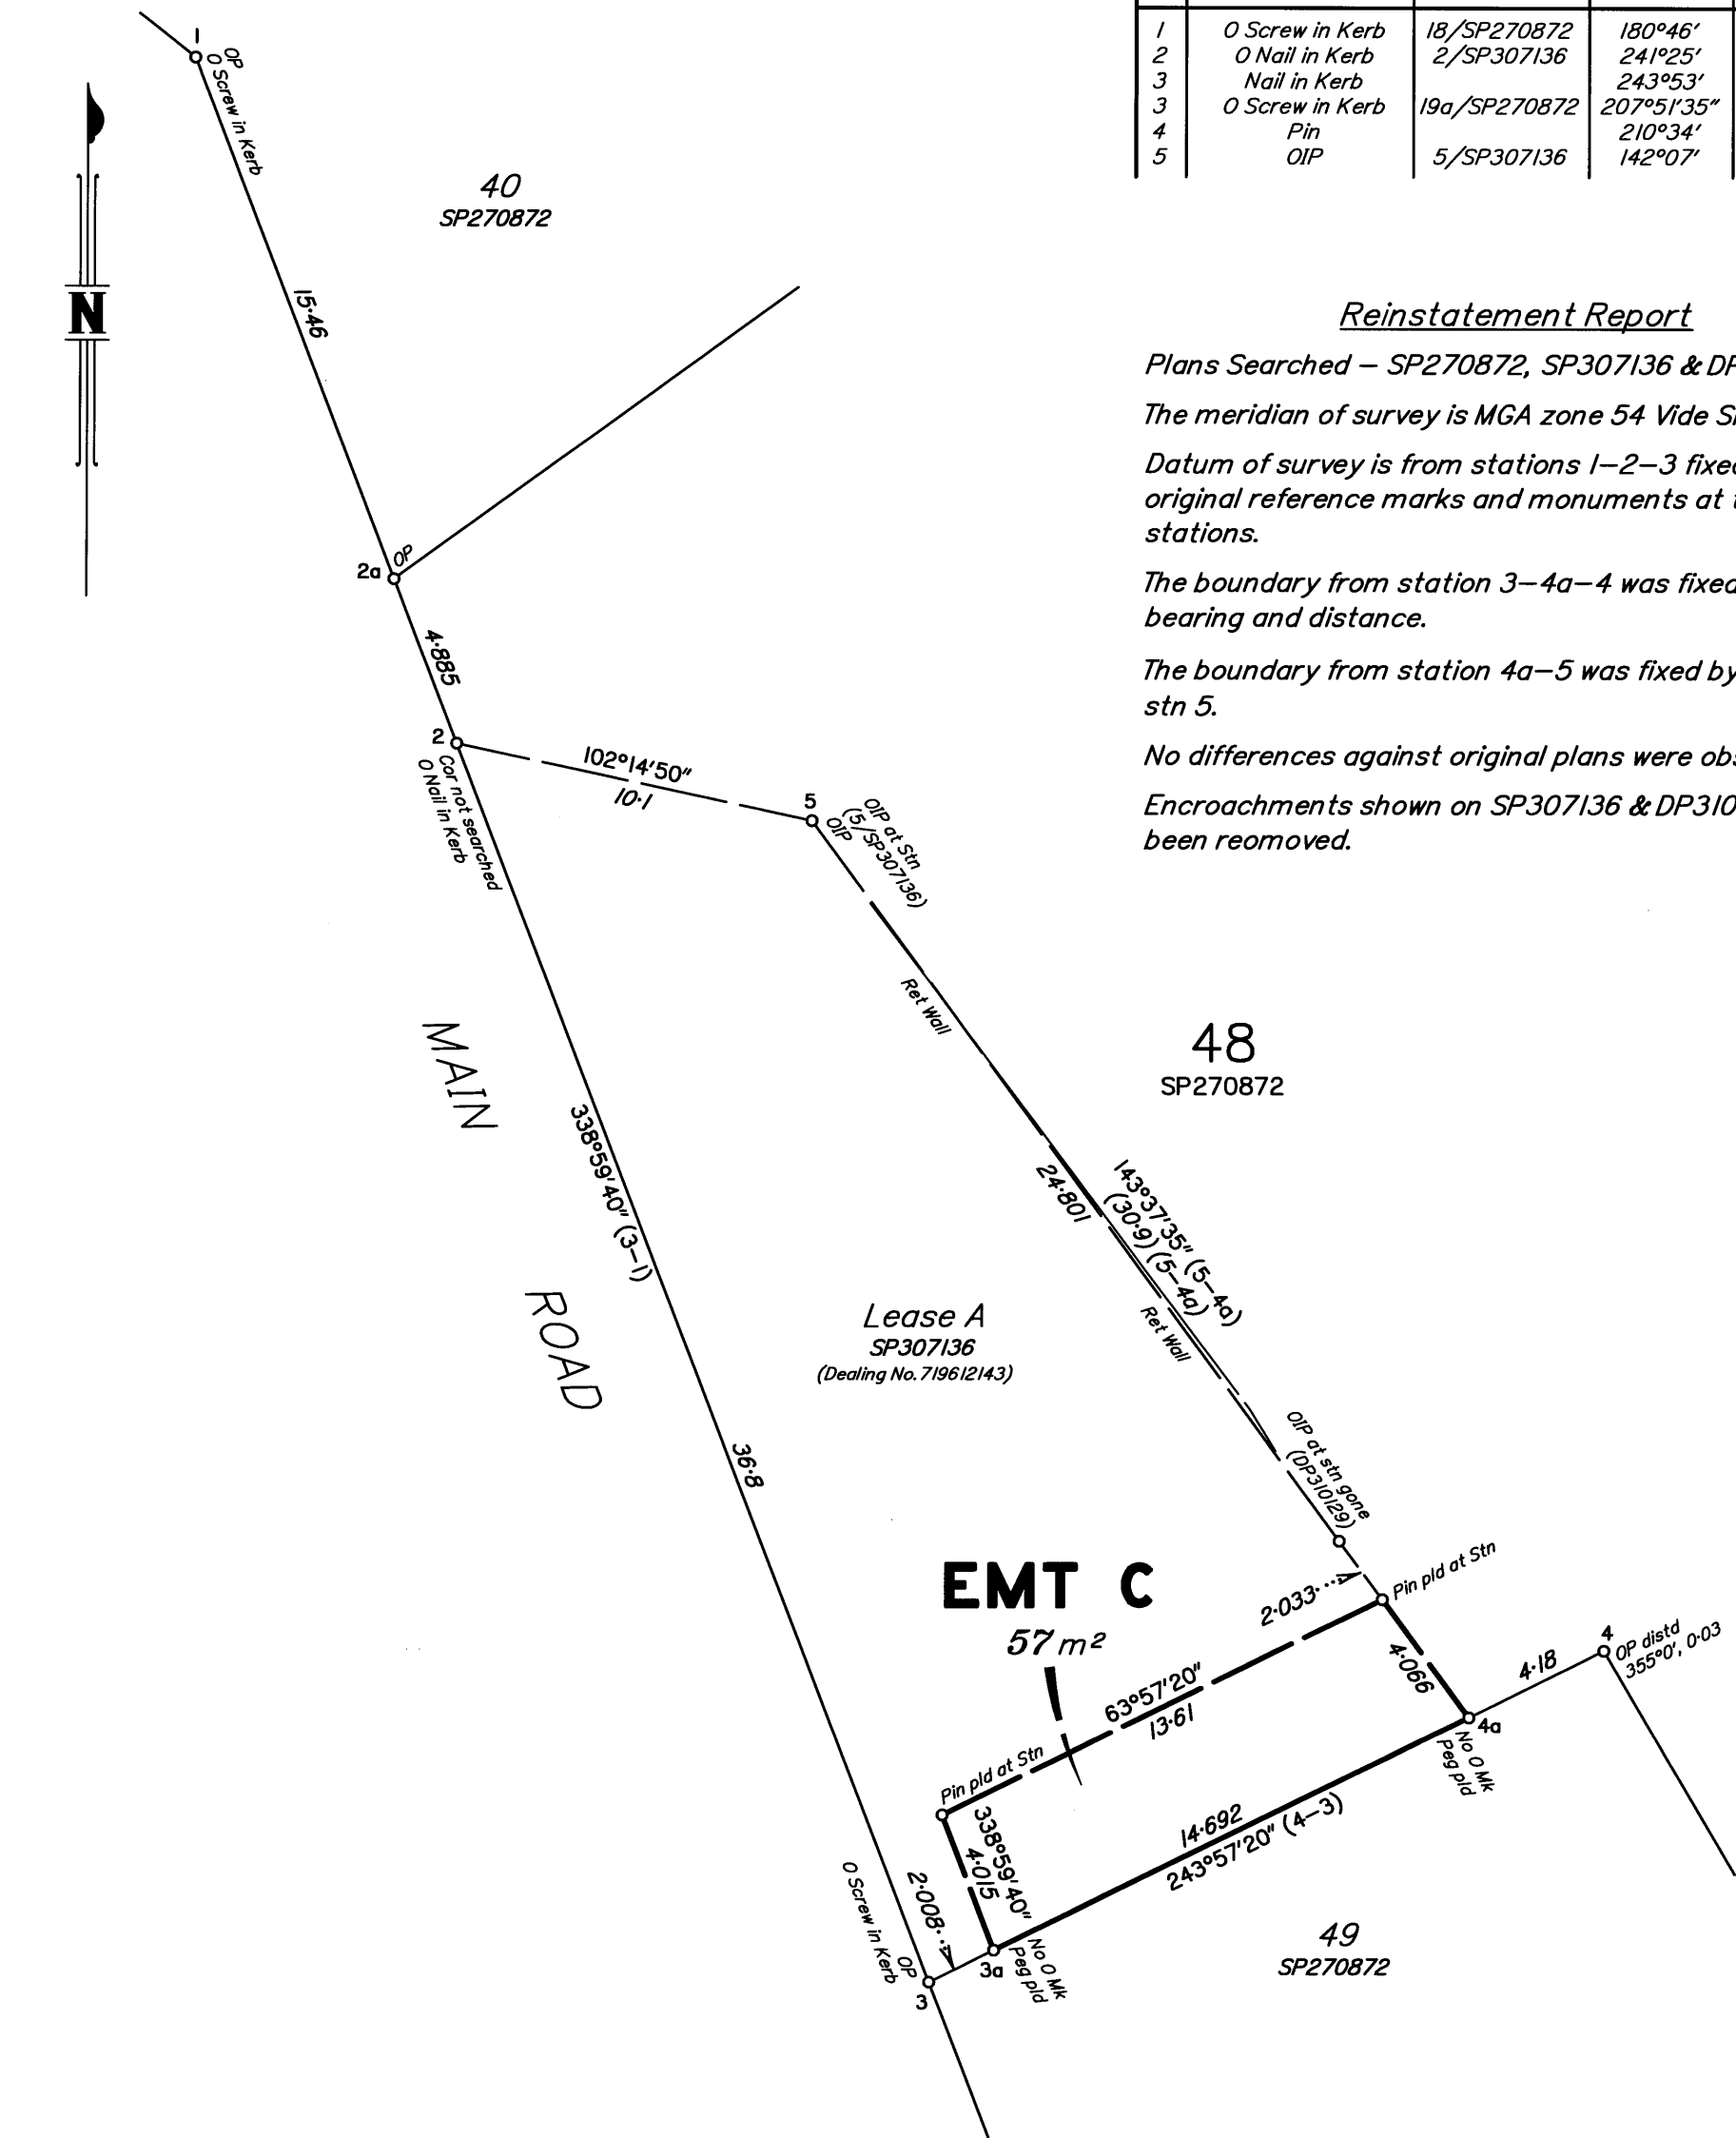 1 O Screw in Kerb 18/SP270872 180°46'
2 O Nail in Kerb 2/SP307136 241°25'
3 Nail in Kerb 243°53'
3 O Screw in Kerb 19a/SP270872 207°51'35"
4 Pin 210°34'
5 OIP 5/SP307136 142°07'
Reinstatement Report
Plans Searched – SP270872, SP307136 & DP
The meridian of survey is MGA zone 54 Vide
Datum of survey is from stations 1-2-3 fixed
original reference marks and monuments at
stations.
The boundary from station 3-4a-4 was fixed
bearing and distance.
The boundary from station 4a-5 was fixed by
stn 5.
No differences against original plans were obs
Encroachments shown on SP307136 & DP310
been reomoved.
N
1
OP
O Screw in Kerb
40
SP270872
15·46
2a
OP
4·885
2
Cor not searched
O Nail in Kerb
102°14'50"
10·1
5
OIP
OIP at Stn
(5/SP307136)
Ret Wall
48
SP270872
MAIN
ROAD
338°59'40" (3-1)
36·8
24·801
143°37'35" (5-4a)
(30·9) (5-4a)
Ret Wall
Lease A
SP307136
(Dealing No. 719612143)
OIP at stn gone
(DP310129)
EMT C
57 m²
2·033
Pin pld at Stn
4·066
4·18
4
OP distd
355°0', 0·03
63°57'20"
13·61
4a
No O Mk
Peg pld
Pin pld at Stn
338°59'40"
4·015
14·692
243°57'20" (4-3)
2·008
O Screw in Kerb
OP
3
3a
No O Mk
Peg pld
49
SP270872